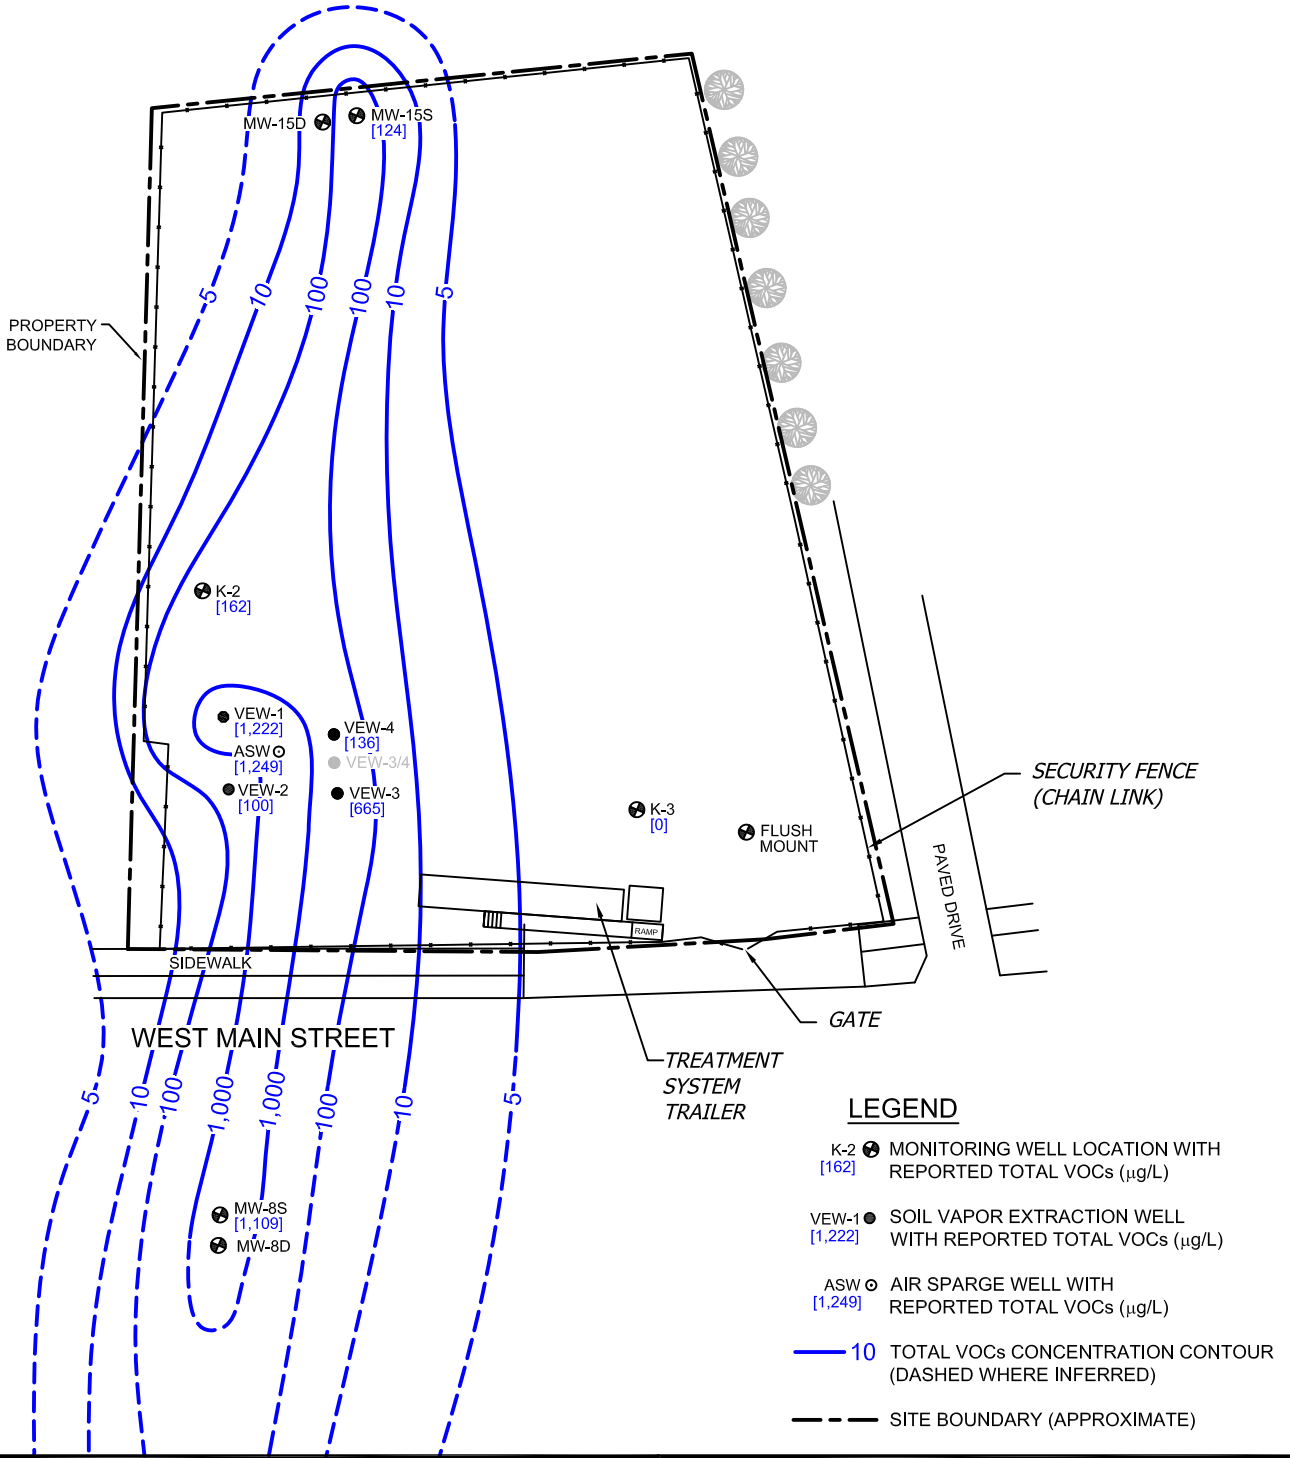 MW-15D
MW-15S
[124]
5
10
100
100
10
5
PROPERTY
BOUNDARY
K-2
[162]
VEW-1
[1,222]
ASW
[1,249]
VEW-2
[100]
VEW-4
[136]
VEW-3/4
VEW-3
[665]
K-3
[0]
FLUSH
MOUNT
SECURITY FENCE
(CHAIN LINK)
PAVED DRIVE
RAMP
SIDEWALK
WEST MAIN STREET
GATE
TREATMENT
SYSTEM
TRAILER
5
10
100
1,000
1,000
100
10
5
MW-8S
[1,109]
MW-8D
LEGEND
K-2
[162]
MONITORING WELL LOCATION WITH
REPORTED TOTAL VOCs (µg/L)
VEW-1
[1,222]
SOIL VAPOR EXTRACTION WELL
WITH REPORTED TOTAL VOCs (µg/L)
ASW
[1,249]
AIR SPARGE WELL WITH
REPORTED TOTAL VOCs (µg/L)
10 TOTAL VOCs CONCENTRATION CONTOUR
(DASHED WHERE INFERRED)
SITE BOUNDARY (APPROXIMATE)